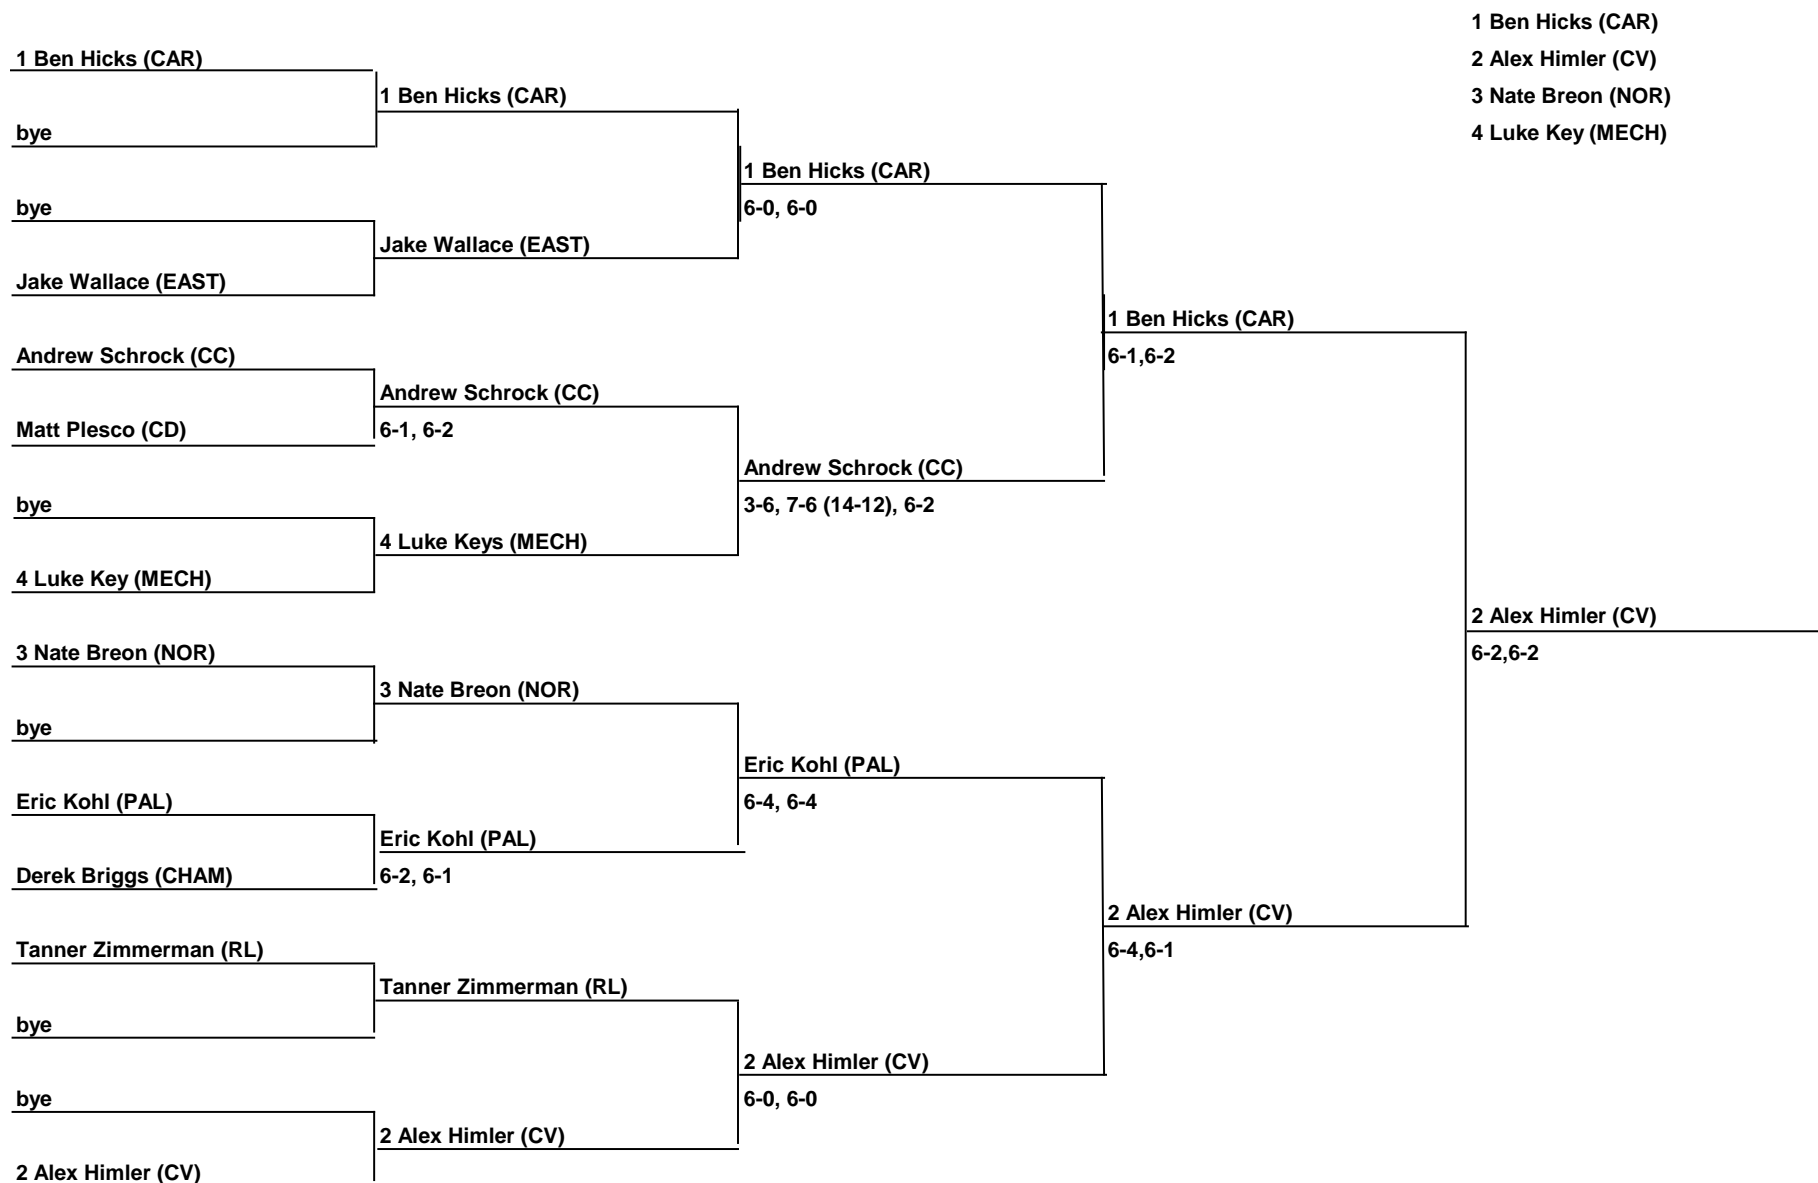 1 Ben Hicks (CAR)
2 Alex Himler (CV)
3 Nate Breon (NOR)
4 Luke Key (MECH)
1 Ben Hicks (CAR)
bye
bye
Jake Wallace (EAST)
Andrew Schrock (CC)
Matt Plesco (CD)
bye
4 Luke Key (MECH)
3 Nate Breon (NOR)
bye
Eric Kohl (PAL)
Derek Briggs (CHAM)
Tanner Zimmerman (RL)
bye
bye
2 Alex Himler (CV)
1 Ben Hicks (CAR)
Jake Wallace (EAST)
Andrew Schrock (CC)
6-1, 6-2
4 Luke Keys (MECH)
3 Nate Breon (NOR)
Eric Kohl (PAL)
6-2, 6-1
Tanner Zimmerman (RL)
2 Alex Himler (CV)
1 Ben Hicks (CAR)
6-0, 6-0
Andrew Schrock (CC)
3-6, 7-6 (14-12), 6-2
Eric Kohl (PAL)
6-4, 6-4
2 Alex Himler (CV)
6-0, 6-0
1 Ben Hicks (CAR)
6-1,6-2
2 Alex Himler (CV)
6-4,6-1
2 Alex Himler (CV)
6-2,6-2